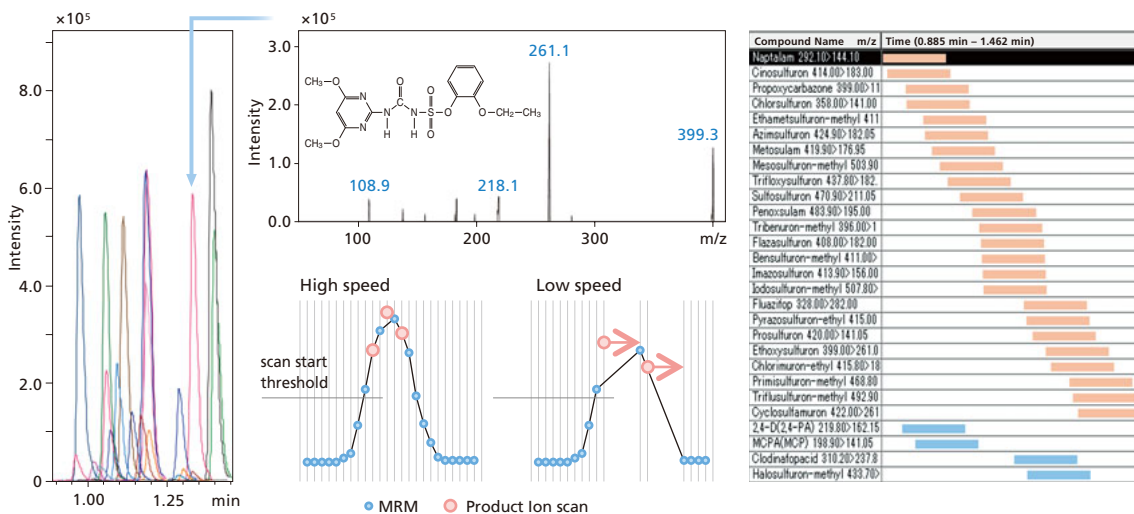 ×10⁵
8.0
6.0
4.0
2.0
0
Intensity
1.00
1.25
min
×10⁵
3.0
2.0
1.0
0.0
Intensity
100
200
300
m/z
261.1
399.3
218.1
108.9
CH₃
O
N
N
CH₃
O
N
H
O
C
N
H
O
S
O
O
O
CH₂
CH₃
High speed
Low speed
scan start
threshold
MRM
Product Ion scan
Compound Name m/z Time (0.885 min – 1.462 min)
Naptalam 292.10>144.10
Cinosulfuron 414.00>183.00
Propoxycarbazone 399.00>11
Chlorsulfuron 358.00>141.00
Ethametsulfuron-methyl 411
Azimsulfuron 424.90>182.05
Metosulam 419.90>176.95
Mesosulfuron-methyl 503.90
Trifloxysulfuron 437.80>182.
Sulfosulfuron 470.90>211.05
Penoxsulam 483.90>195.00
Tribenuron-methyl 396.00>1
Flazasulfuron 408.00>182.00
Bensulfuron-methyl 411.00>
Imazosulfuron 413.90>156.00
Iodosulfuron-methyl 507.80>
Fluazifop 328.00>282.00
Pyrazosulfuron-ethyl 415.00
Prosulfuron 420.00>141.05
Ethoxysulfuron 399.00>261.0
Chlorimuron-ethyl 415.80>18
Primisulfuron-methyl 468.80
Triflusulfuron-methyl 492.90
Cyclosulfamuron 422.00>261
2,4-D(2,4-PA) 219.80>162.15
MCPA(MCP) 198.90>141.05
Clodinafopacid 310.20>237.8
Halosulfuron-methyl 433.70>